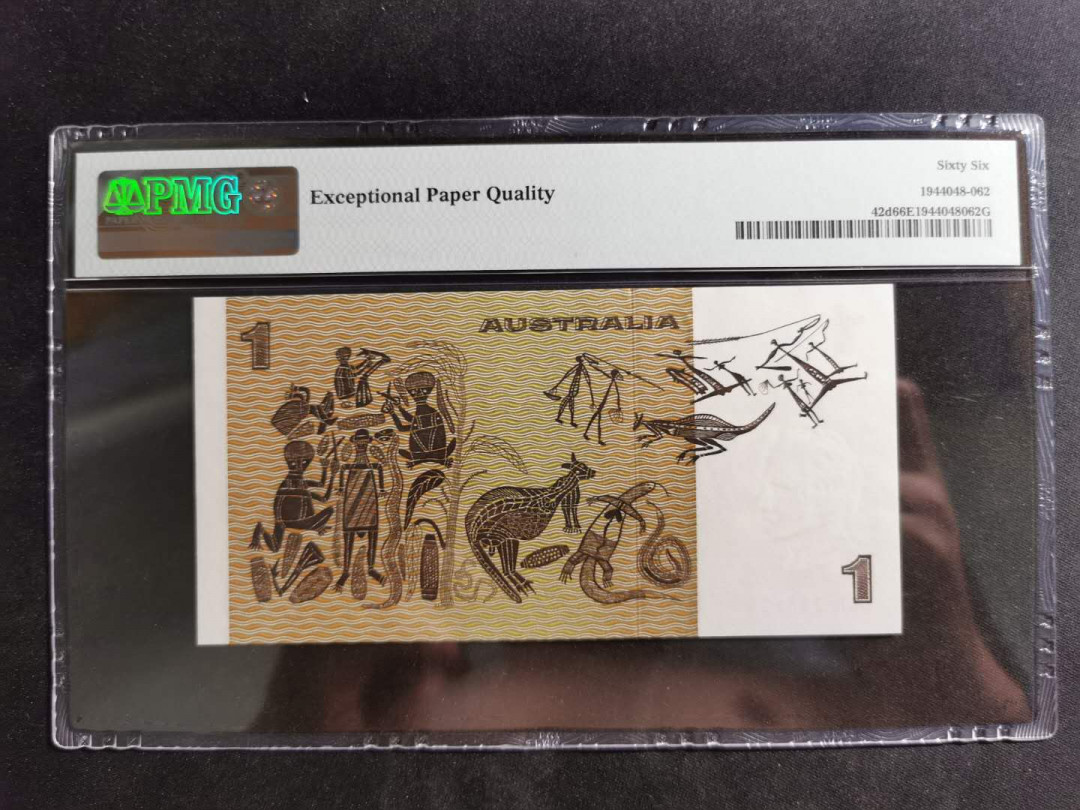 PMG
Exceptional Paper Quality
Sixty Six
1944048-062
42d66E1944048062G
1
AUSTRALIA
1